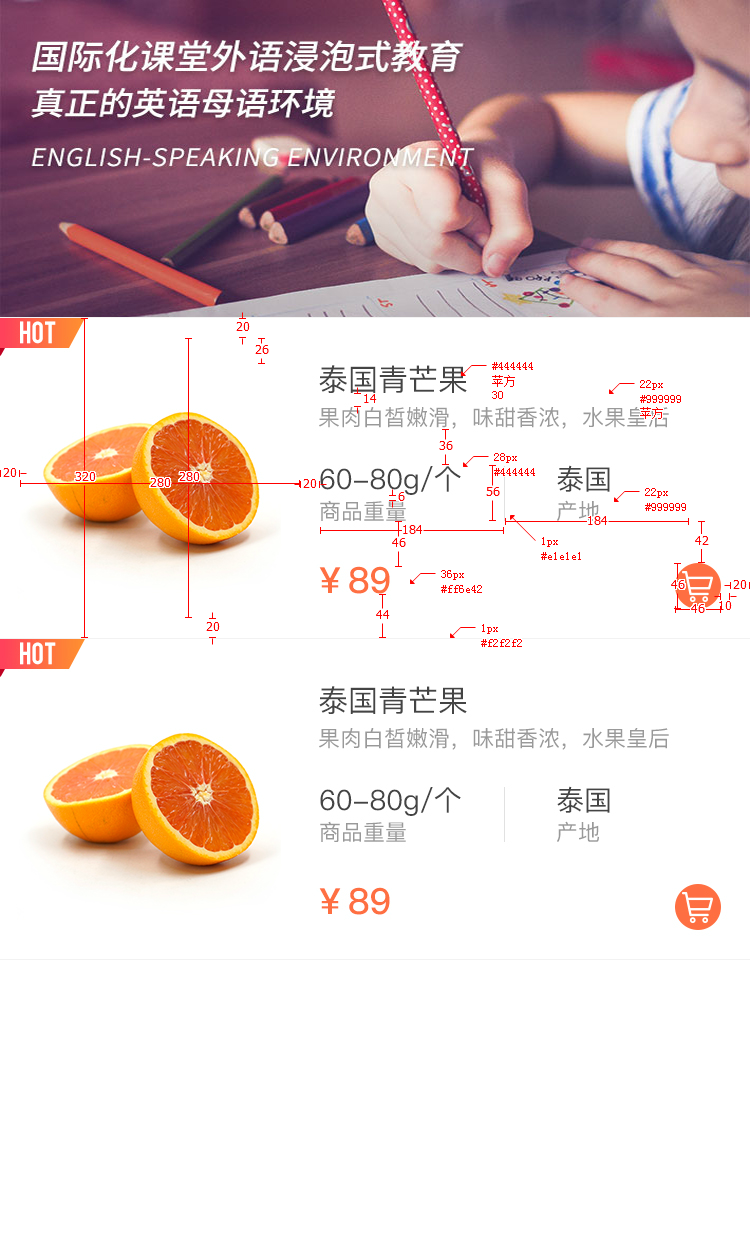 国际化课堂外语浸泡式教育
真正的英语母语环境
ENGLISH-SPEAKING ENVIRONMENT
HOT
20
26
泰国青芒果
#444444
苹方
30
14
22px
#999999
苹方
果肉白皙嫩滑，味甜香浓，水果皇后
36
28px
#444444
20
320
280
280
20
60-80g/个
泰国
6
56
22px
#999999
商品重量
产地
184
184
46
1px
#e1e1e1
42
¥ 89
36px
#ff6e42
46
20
10
46
44
20
1px
#f2f2f2
HOT
泰国青芒果
果肉白皙嫩滑，味甜香浓，水果皇后
60-80g/个
泰国
商品重量
产地
¥ 89